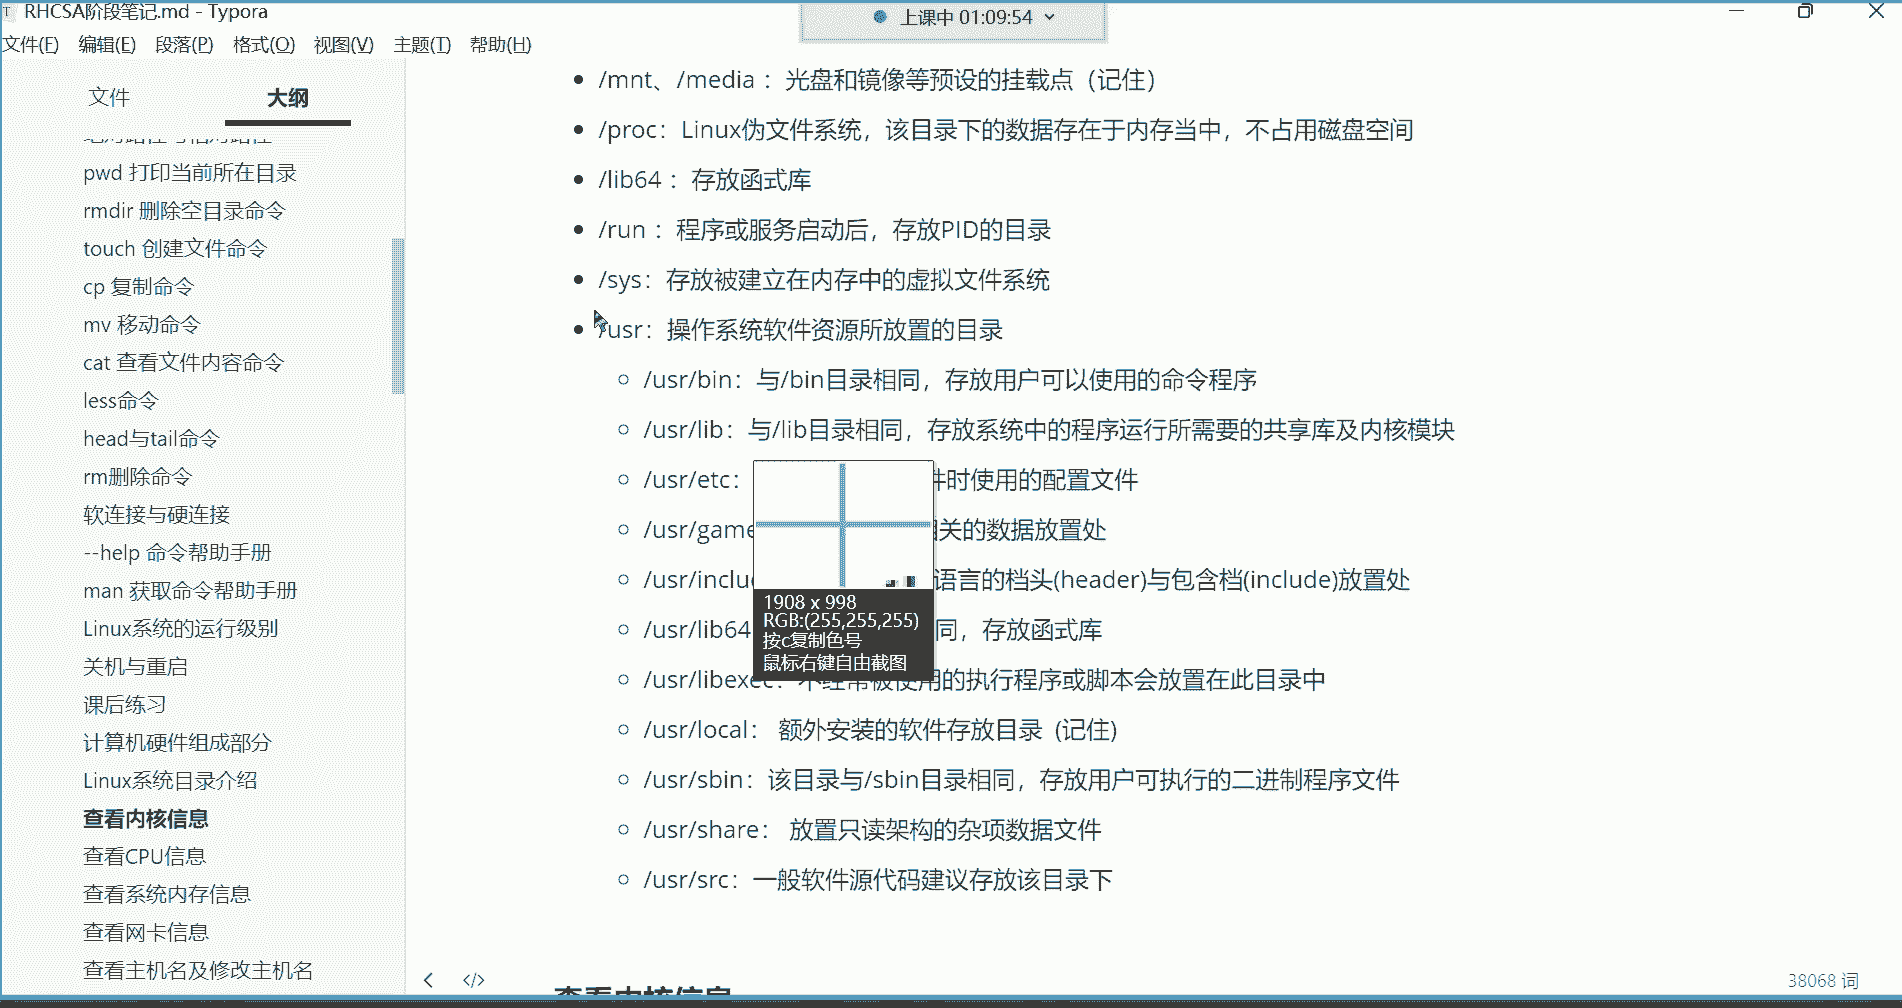 RHCSA阶段笔记.md - Typora
上课中 01:09:54
文件(F) 编辑(E) 段落(P) 格式(O) 视图(V) 主题(T) 帮助(H)
文件 大纲
pwd 打印当前所在目录
rmdir 删除空目录命令
touch 创建文件命令
cp 复制命令
mv 移动命令
cat 查看文件内容命令
less命令
head与tail命令
rm删除命令
软连接与硬连接
--help 命令帮助手册
man 获取命令帮助手册
Linux系统的运行级别
关机与重启
课后练习
计算机硬件组成部分
Linux系统目录介绍
查看内核信息
查看CPU信息
查看系统内存信息
查看网卡信息
查看主机名及修改主机名
/mnt、/media ：光盘和镜像等预设的挂载点（记住）
/proc：Linux伪文件系统，该目录下的数据存在于内存当中，不占用磁盘空间
/lib64 ：存放函式库
/run ：程序或服务启动后，存放PID的目录
/sys：存放被建立在内存中的虚拟文件系统
/usr：操作系统软件资源所放置的目录
/usr/bin：与/bin目录相同，存放用户可以使用的命令程序
/usr/lib：与/lib目录相同，存放系统中的程序运行所需要的共享库及内核模块
/usr/etc： 件时使用的配置文件
/usr/game 相关的数据放置处
/usr/inclu 语言的档头(header)与包含档(include)放置处
/usr/lib64 同，存放函式库
/usr/libexec：不经常被使用的执行程序或脚本会放置在此目录中
/usr/local： 额外安装的软件存放目录 (记住)
/usr/sbin：该目录与/sbin目录相同，存放用户可执行的二进制程序文件
/usr/share： 放置只读架构的杂项数据文件
/usr/src：一般软件源代码建议存放该目录下
1908 x 998
RGB:(255,255,255)
按c复制色号
鼠标右键自由截图
查看内核信息
38068 词